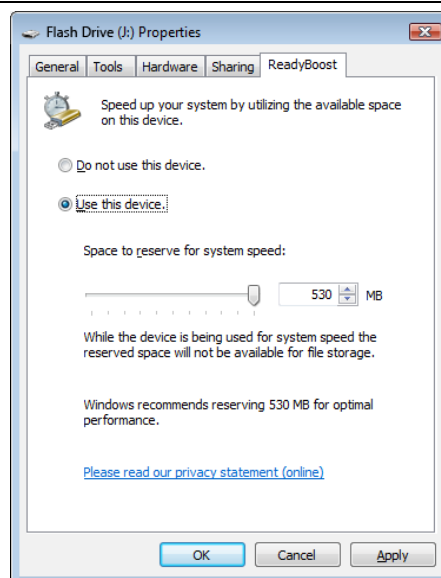 Flash Drive (J:) Properties
General Tools Hardware Sharing ReadyBoost
Speed up your system by utilizing the available space
on this device.
Do not use this device.
Use this device.
Space to reserve for system speed:
530 MB
While the device is being used for system speed the
reserved space will not be available for file storage.
Windows recommends reserving 530 MB for optimal
performance.
Please read our privacy statement (online)
OK Cancel Apply